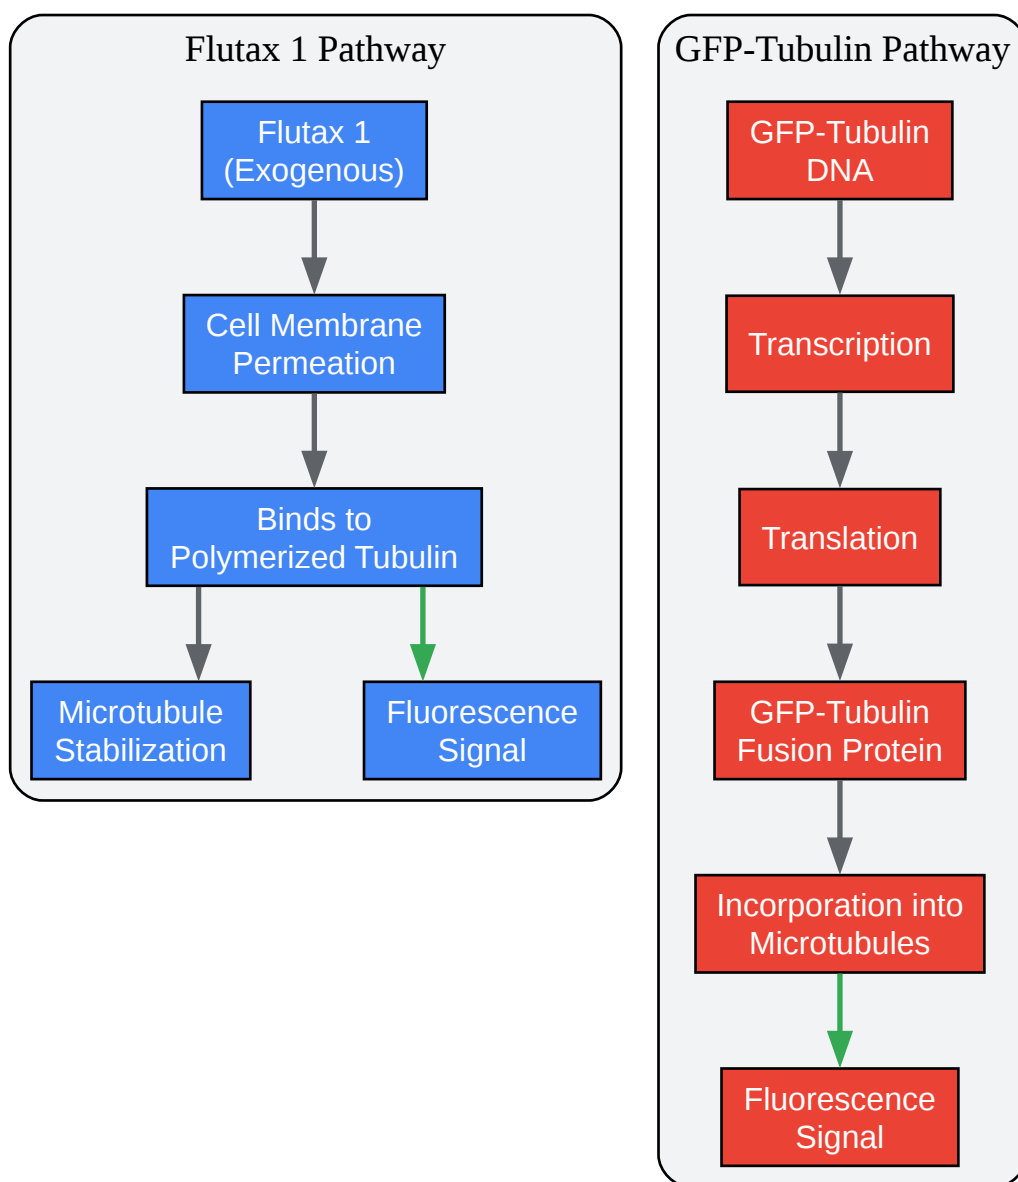 Flutax 1 Pathway
Flutax 1
(Exogenous)
Cell Membrane
Permeation
Binds to
Polymerized Tubulin
Microtubule
Stabilization
Fluorescence
Signal
GFP-Tubulin Pathway
GFP-Tubulin
DNA
Transcription
Translation
GFP-Tubulin
Fusion Protein
Incorporation into
Microtubules
Fluorescence
Signal